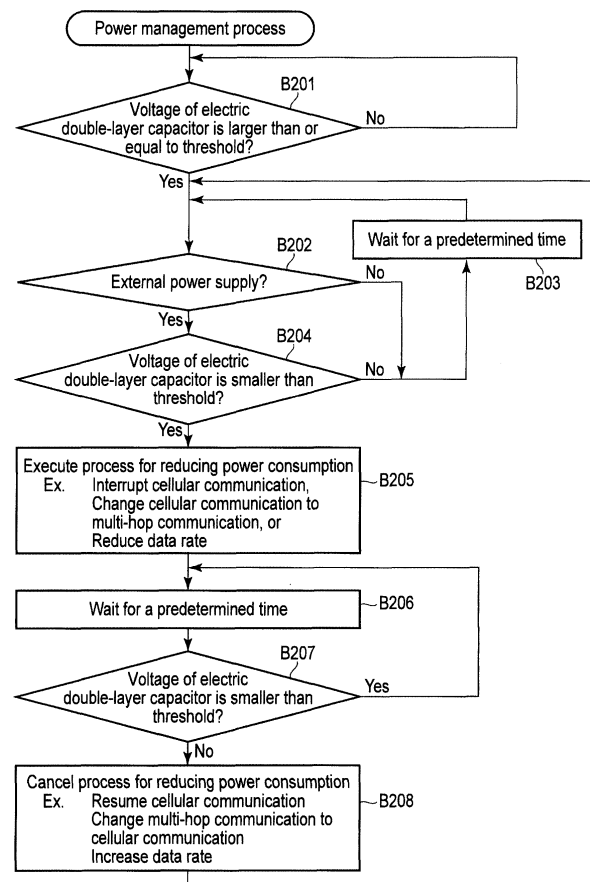 Power management process
B201
Voltage of electric
double-layer capacitor is larger than or
equal to threshold?
No
Yes
Wait for a predetermined time
B203
B202
External power supply?
No
Yes
B204
Voltage of electric
double-layer capacitor is smaller than
threshold?
No
Yes
Execute process for reducing power consumption
Ex. Interrupt cellular communication,
Change cellular communication to
multi-hop communication, or
Reduce data rate
B205
Wait for a predetermined time
B206
B207
Voltage of electric
double-layer capacitor is smaller than
threshold?
Yes
No
Cancel process for reducing power consumption
Ex. Resume cellular communication
Change multi-hop communication to
cellular communication
Increase data rate
B208